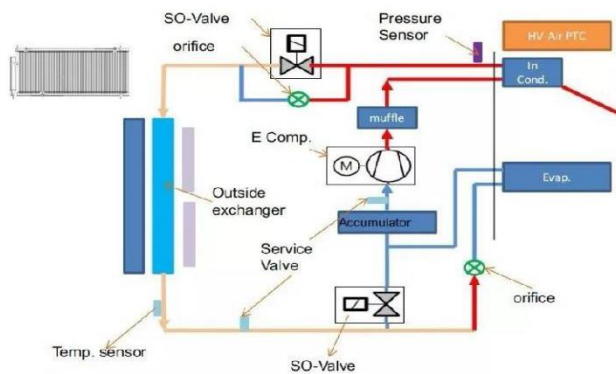 SO-Valve
orifice
Pressure
Sensor
HV Air PTC
In
Cond.
muffle
E Comp.
M
Evap.
Outside
exchanger
Accumulator
Service
Valve
orifice
Temp. sensor
SO-Valve